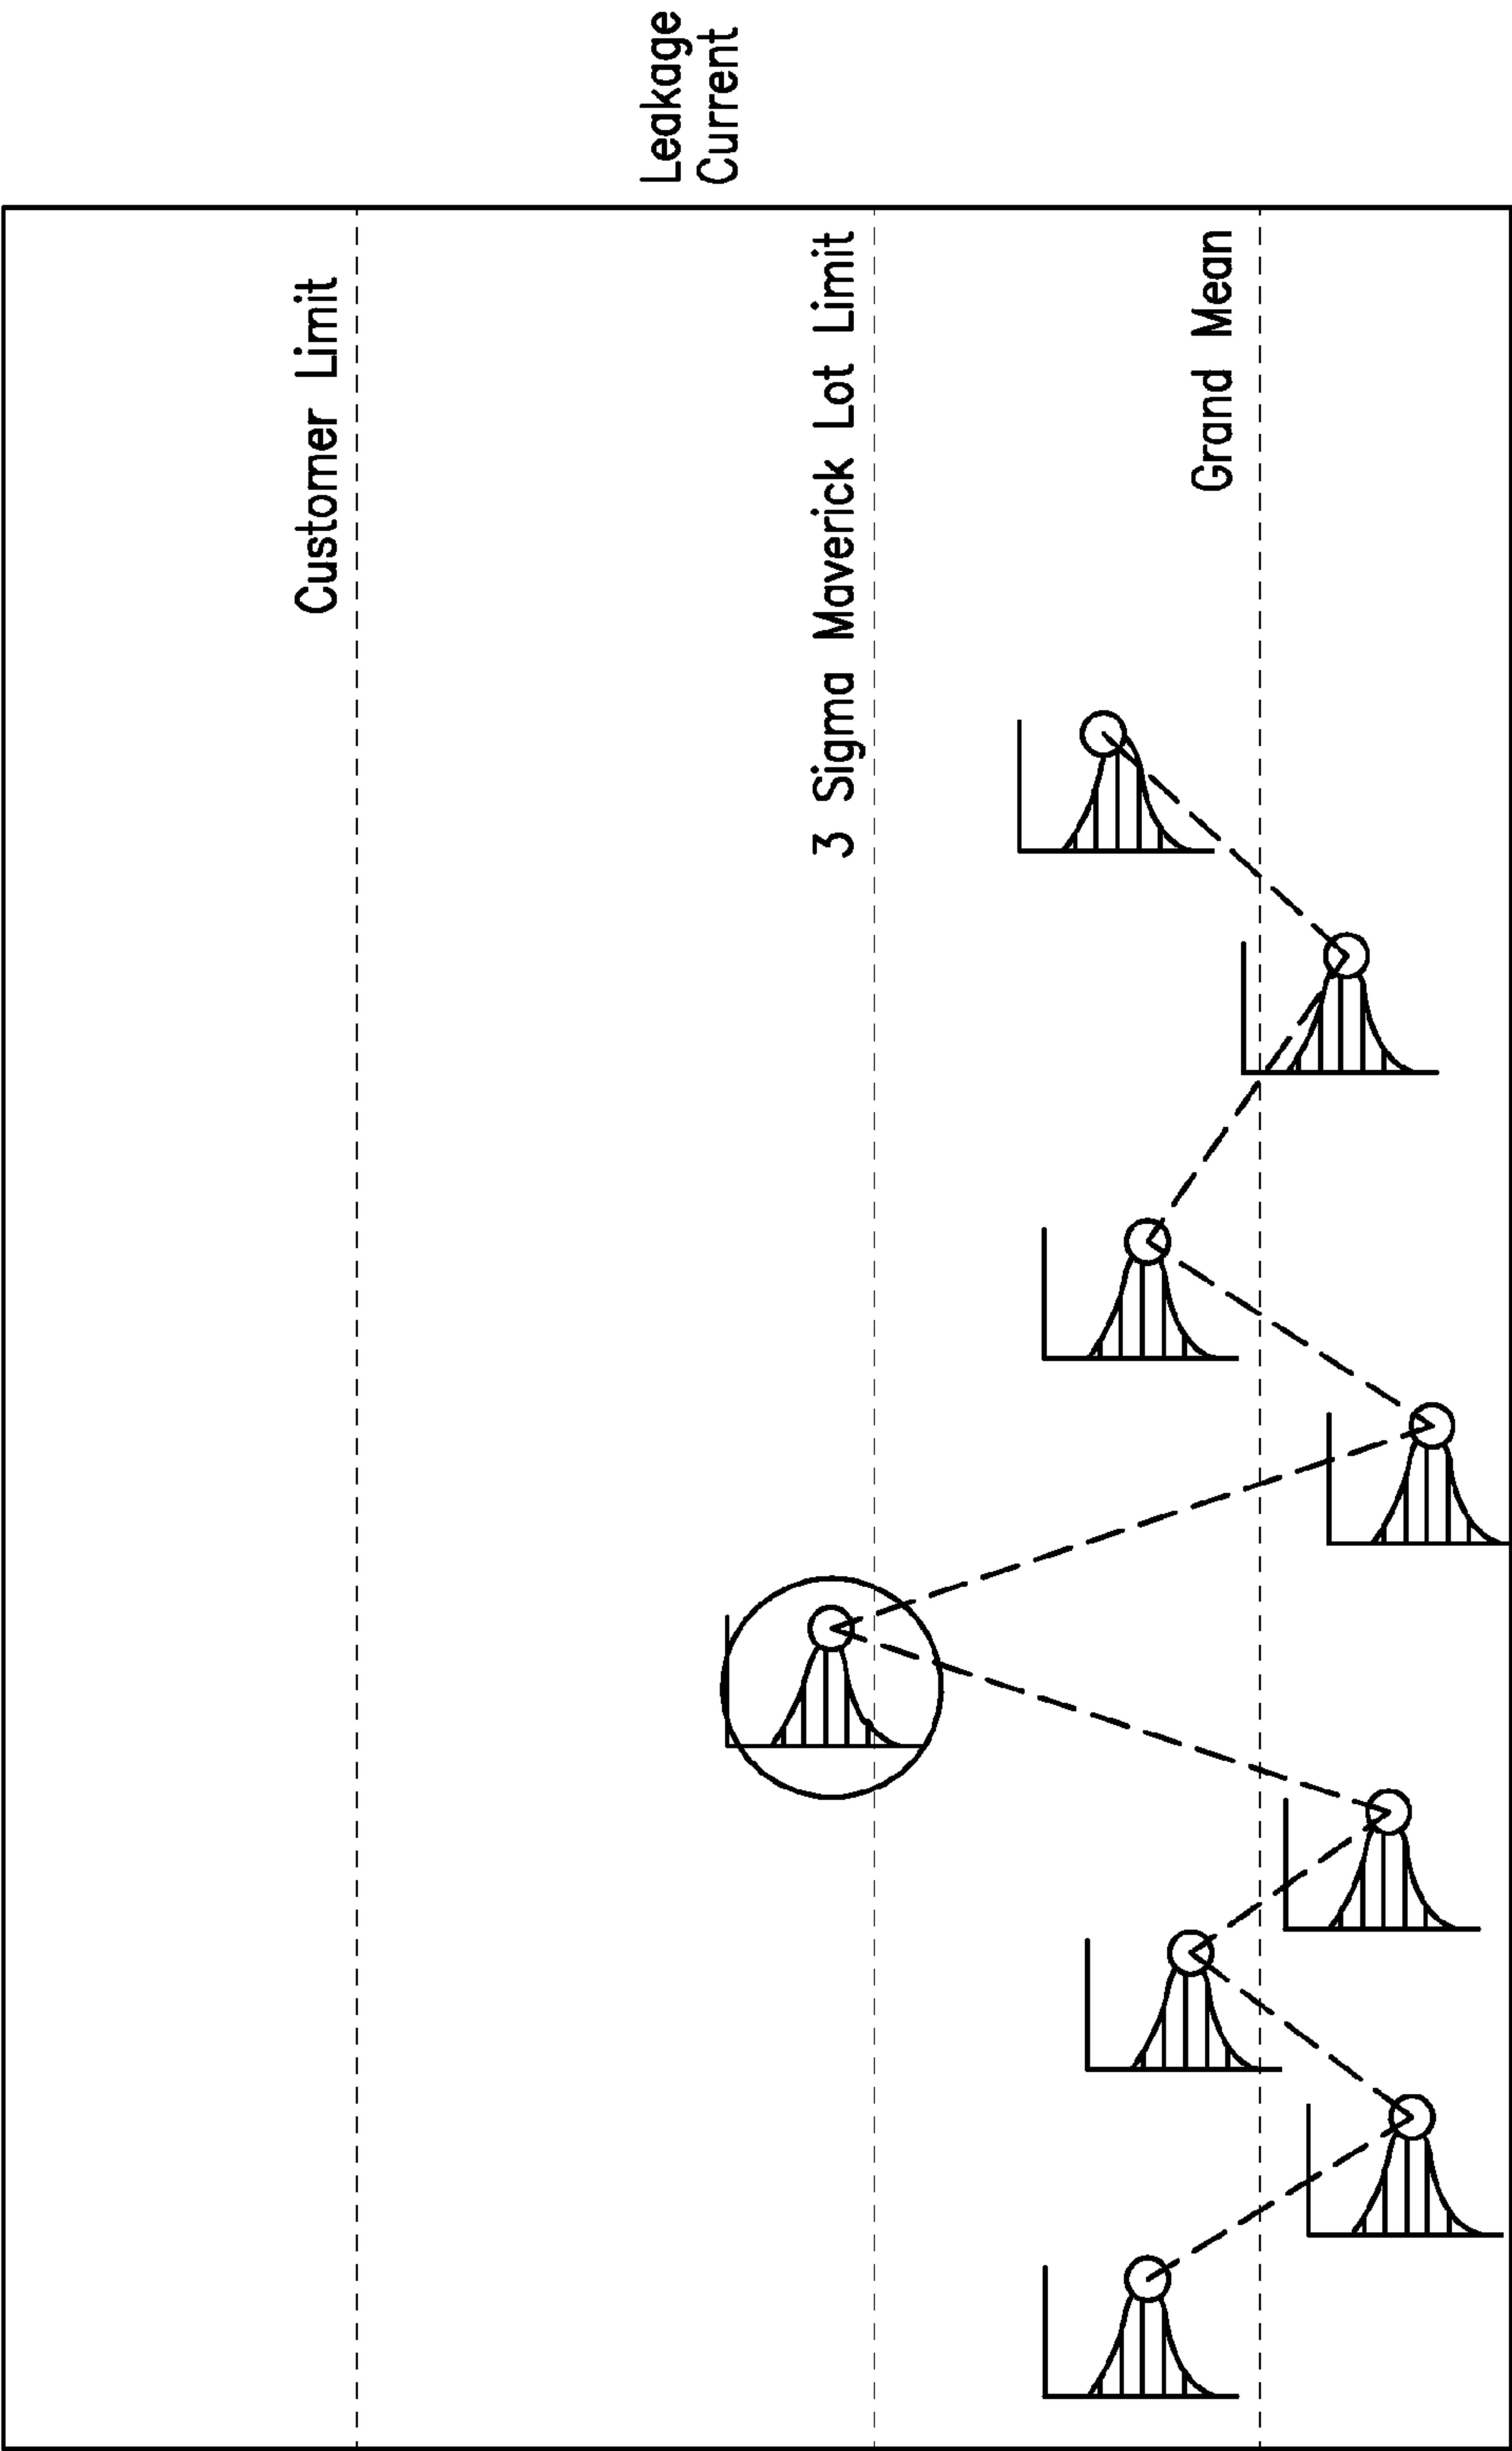 Leakage
Current
Customer Limit
3 Sigma Maverick Lot Limit
Grand Mean